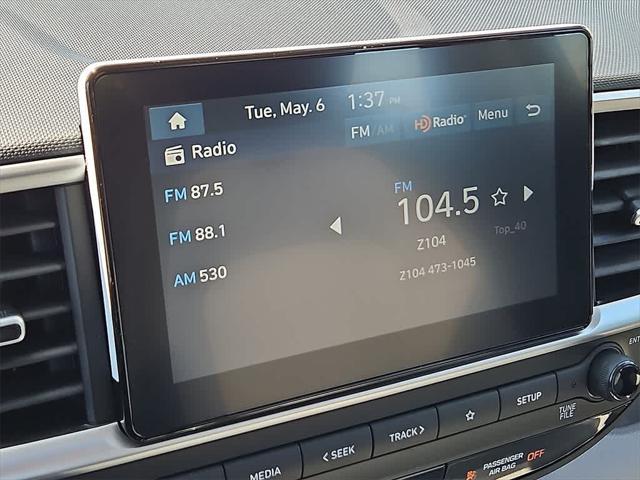 Tue, May. 6 1:37 PM
FM/AM HD Radio Menu
Radio
FM 87.5
FM 88.1
AM 530
FM
104.5
Z104
Top_40
Z104 473-1045
ENT
MEDIA
< SEEK
TRACK >
SETUP
TUNE
FILE
PASSENGER
AIR BAG OFF